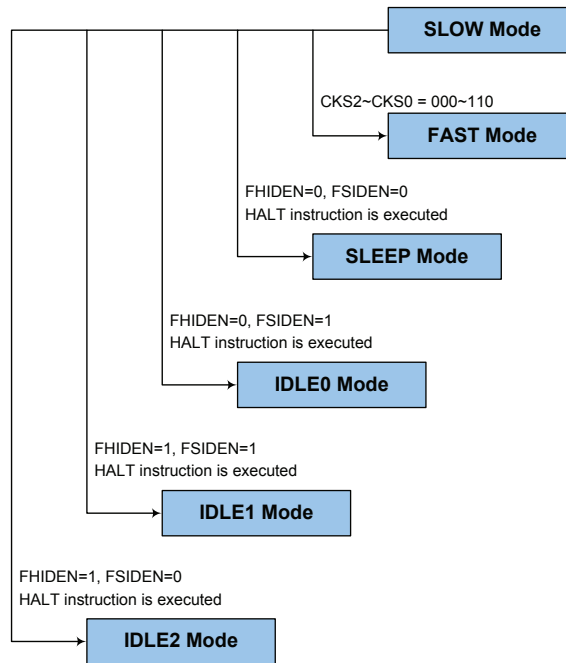 SLOW Mode
CKS2~CKS0 = 000~110
FAST Mode
FHIDEN=0, FSIDEN=0
HALT instruction is executed
SLEEP Mode
FHIDEN=0, FSIDEN=1
HALT instruction is executed
IDLE0 Mode
FHIDEN=1, FSIDEN=1
HALT instruction is executed
IDLE1 Mode
FHIDEN=1, FSIDEN=0
HALT instruction is executed
IDLE2 Mode